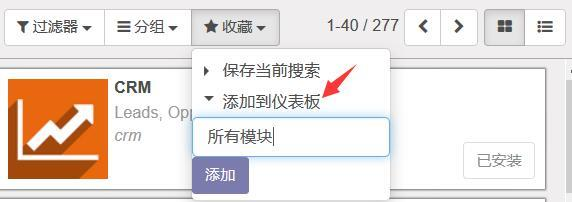 过滤器 分组 收藏 1-40 / 277
保存当前搜索
添加到仪表板
所有模块
添加
CRM
Leads, Opp
crm
已安装